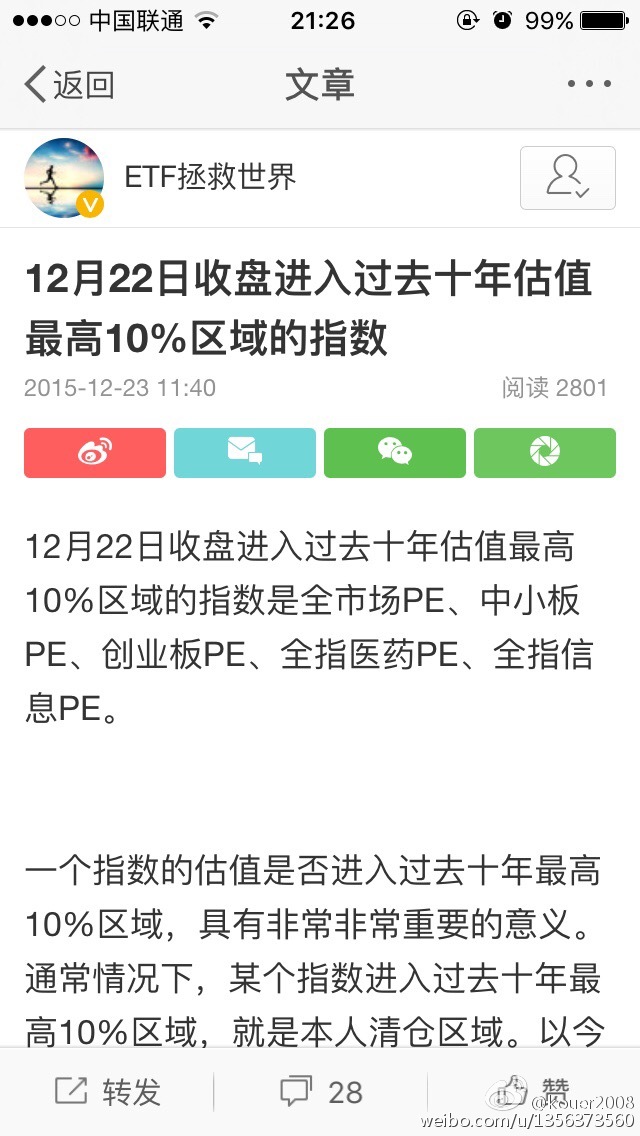 中国联通 21:26 99%
返回 文章
ETF拯救世界
12月22日收盘进入过去十年估值
最高10%区域的指数
2015-12-23 11:40 阅读 2801
12月22日收盘进入过去十年估值最高
10%区域的指数是全市场PE、中小板
PE、创业板PE、全指医药PE、全指信
息PE。
一个指数的估值是否进入过去十年最高
10%区域，具有非常非常重要的意义。
通常情况下，某个指数进入过去十年最
高10%区域，就是本人清仓区域。以今
转发 28 赞
@kouer2008
weibo.com/u/1356373560